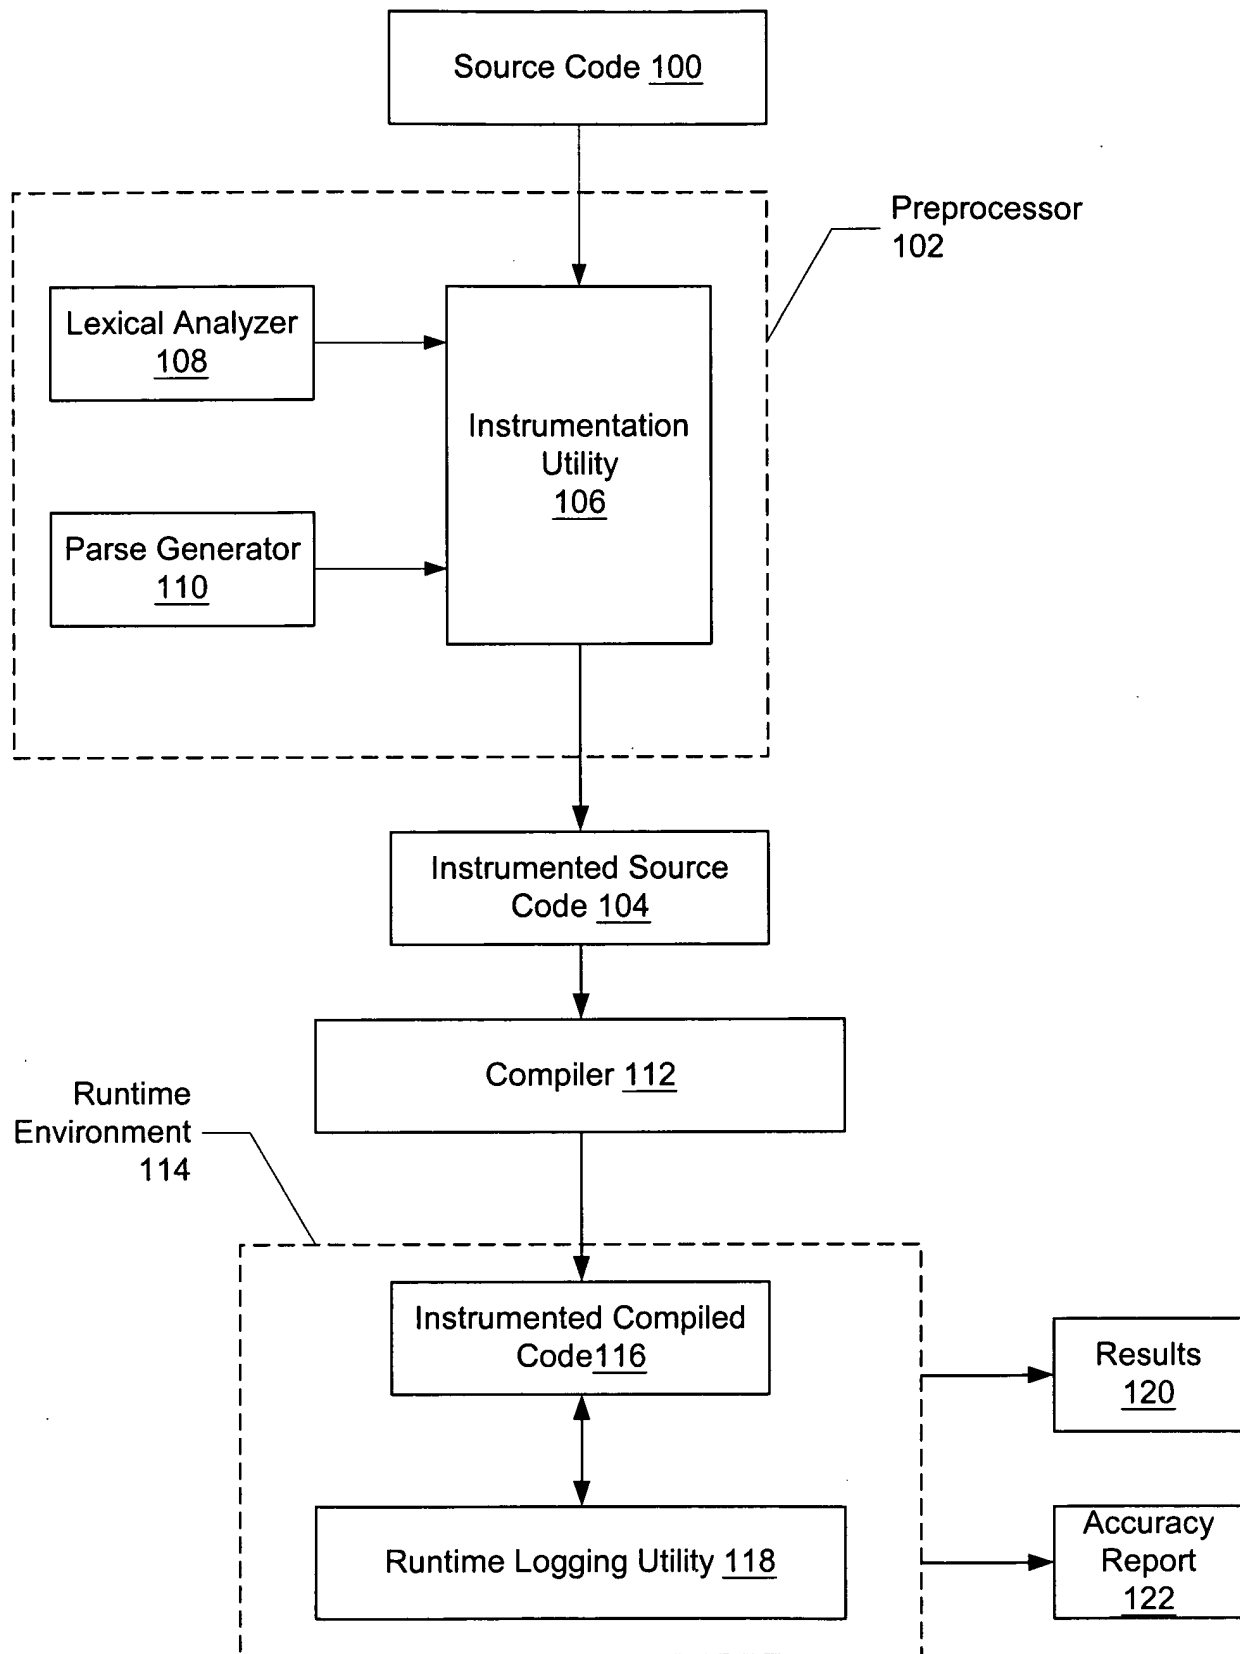 Source Code 100
Preprocessor
102
Lexical Analyzer
108
Instrumentation
Utility
106
Parse Generator
110
Instrumented Source
Code 104
Compiler 112
Runtime
Environment
114
Instrumented Compiled
Code116
Results
120
Runtime Logging Utility 118
Accuracy
Report
122